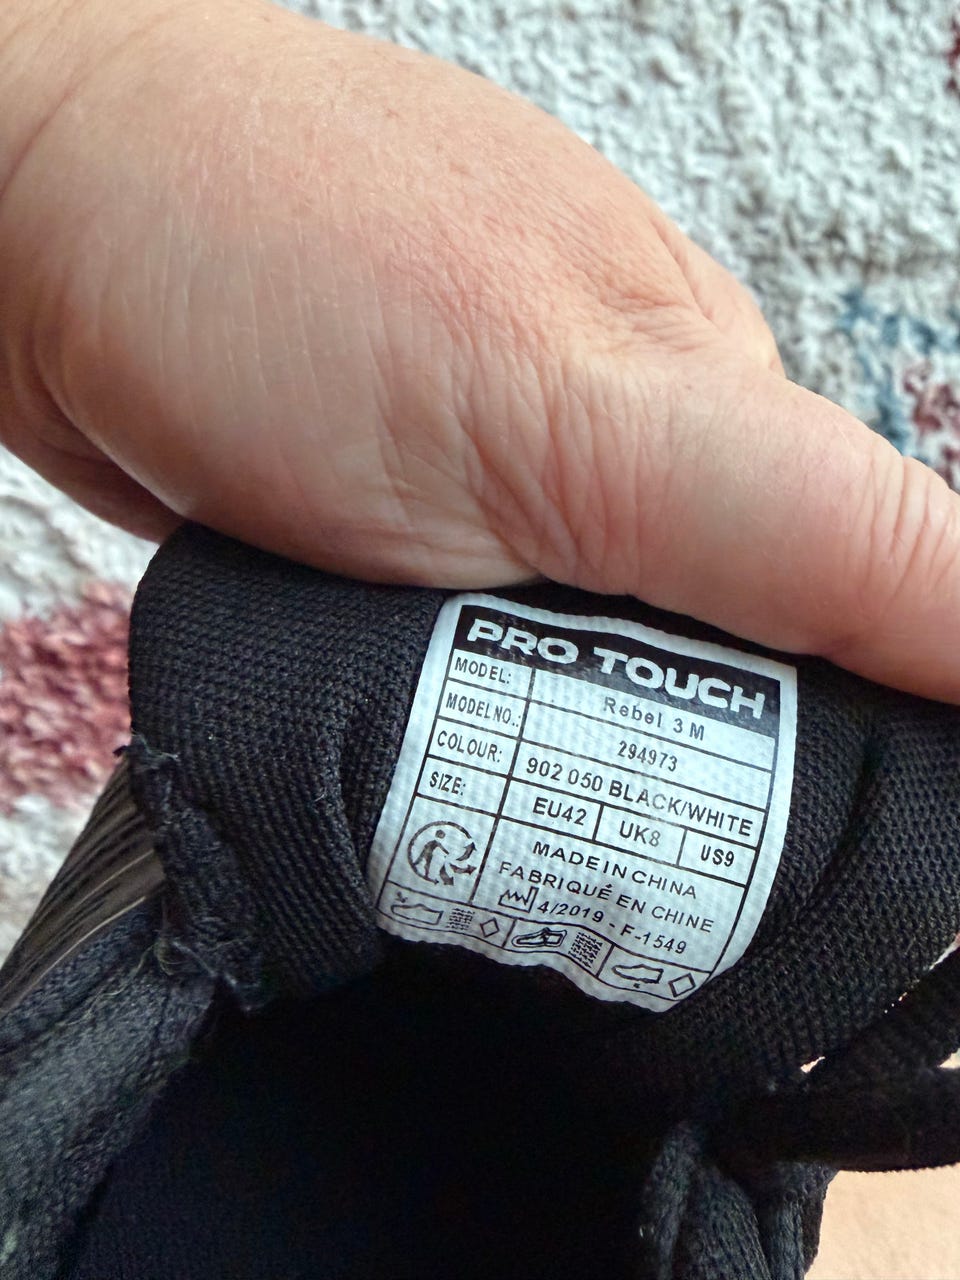 PRO TOUCH
MODEL: Rebel 3 M
MODEL NO.: 294973
COLOUR: 902 050 BLACK/WHITE
SIZE: EU42 UK8 US9
MADE IN CHINA
FABRIQUÉ EN CHINE
4/2019 - F-1549